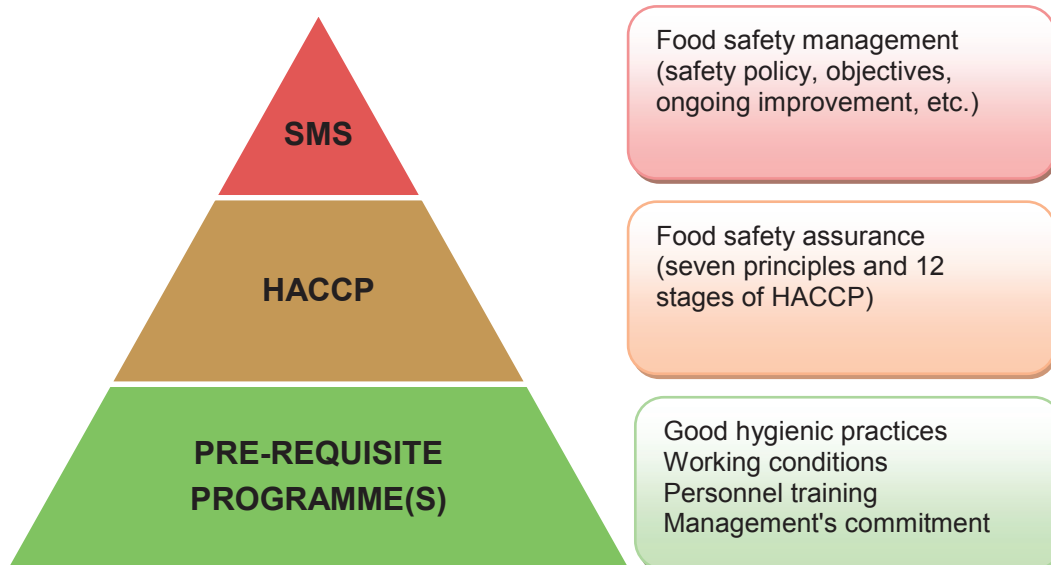 SMS
Food safety management
(safety policy, objectives,
ongoing improvement, etc.)
HACCP
Food safety assurance
(seven principles and 12
stages of HACCP)
PRE-REQUISITE
PROGRAMME(S)
Good hygienic practices
Working conditions
Personnel training
Management's commitment